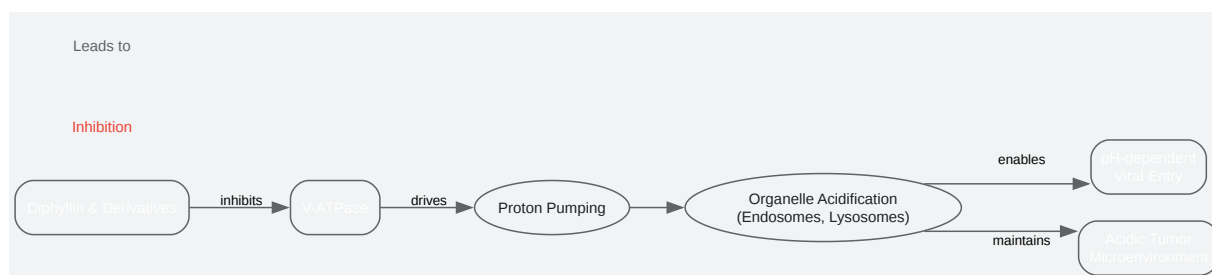 Leads to
Inhibition
Diphyllin & Derivatives
inhibits
V-ATPase
drives
Proton Pumping
Organelle Acidification
(Endosomes, Lysosomes)
enables
pH-dependent
Viral Entry
maintains
Acidic Tumor
Microenvironment